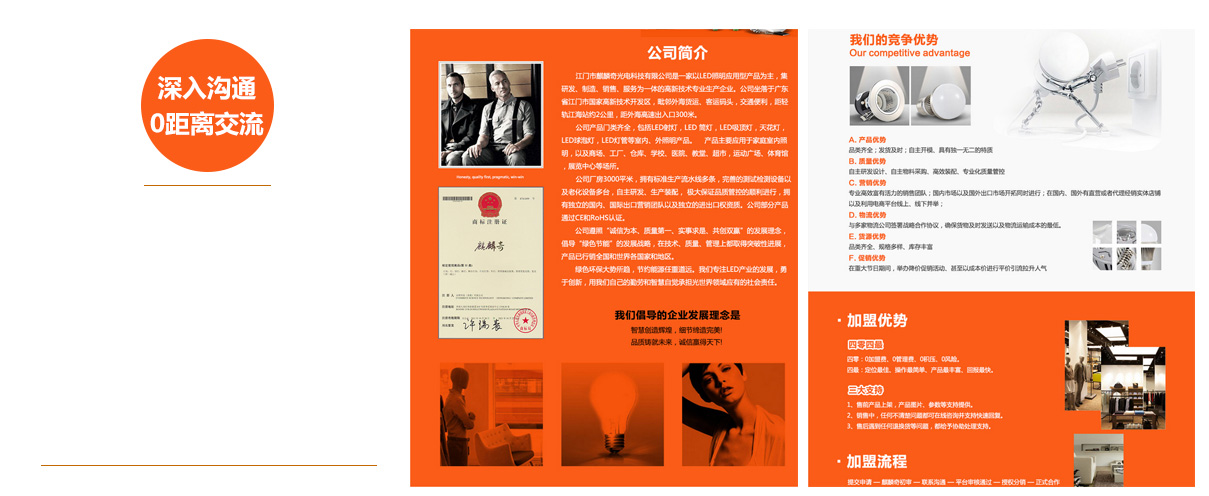 深入沟通
0距离交流
公司简介
江门市麒麟奇光电科技有限公司是一家以LED照明应用型产品为主，集
研发、制造、销售、服务为一体的高新技术专业生产企业。公司坐落于广东
省江门市国家高新技术开发区，毗邻外海货运、客运码头，交通便利，距轻
轨江海站约2公里，距外海高速出入口300米。
公司产品门类齐全，包括LED射灯，LED 筒灯，LED吸顶灯，天花灯，
LED球泡灯，LED灯管等室内、外照明产品。 产品主要应用于家庭室内照
明，以及商场、工厂、仓库、学校、医院、教堂、超市，运动广场、体育馆
，展览中心等场所。
公司厂房3000平米，拥有标准生产流水线多条，完善的测试检测设备以
及老化设备多台，自主研发、生产装配， 极大保证品质管控的顺利进行，拥
有独立的国内、国际出口营销团队以及独立的进出口权资质。公司部分产品
通过CE和RoHS认证。
公司遵照“诚信为本、质量第一、实事求是、共创双赢”的发展理念，
倡导“绿色节能”的发展战略，在技术、质量、管理上都取得突破性进展，
产品已行销全国和世界各国家和地区。
绿色环保大势所趋，节约能源任重道远。我们专注LED产业的发展，勇
于创新，用我们自己的勤劳和智慧自觉承担光世界领域应有的社会责任。
Honesty, quality first, pragmatic, win-win
商标注册证
麒麟奇
我们倡导的企业发展理念是
智慧创造辉煌，细节缔造完美!
品质铸就未来，诚信赢得天下!
我们的竞争优势
Our competitive advantage
A. 产品优势
品类齐全；发货及时；自主开模、具有独一无二的特质
B. 质量优势
自主研发设计、自主物料采购、高效装配、专业化质量管控
C. 营销优势
专业高效富有活力的销售团队；国内市场以及国外出口市场开拓同时进行；在国内、国外有直营或者代理经销实体店铺
以及利用电商平台线上、线下并举；
D. 物流优势
与多家物流公司签署战略合作协议，确保货物及时发送以及物流运输成本的最低。
E. 货源优势
品类齐全、规格多样、库存丰富
F. 促销优势
在重大节日期间，举办降价促销活动、甚至以成本价进行平价引流拉升人气
· 加盟优势
四零四最
四零：0加盟费、0管理费、0积压、0风险。
四最：定位最佳、操作最简单、产品最丰富、回报最快。
三大支持
1、售前产品上架，产品图片、参数等支持提供。
2、销售中，任何不清楚问题都可在线咨询并支持快速回复。
3、售后遇到任何退换货等问题，都给予协助处理支持。
· 加盟流程
提交申请 — 麒麟奇初审 — 联系沟通 — 平台审核通过 — 授权分销 — 正式合作